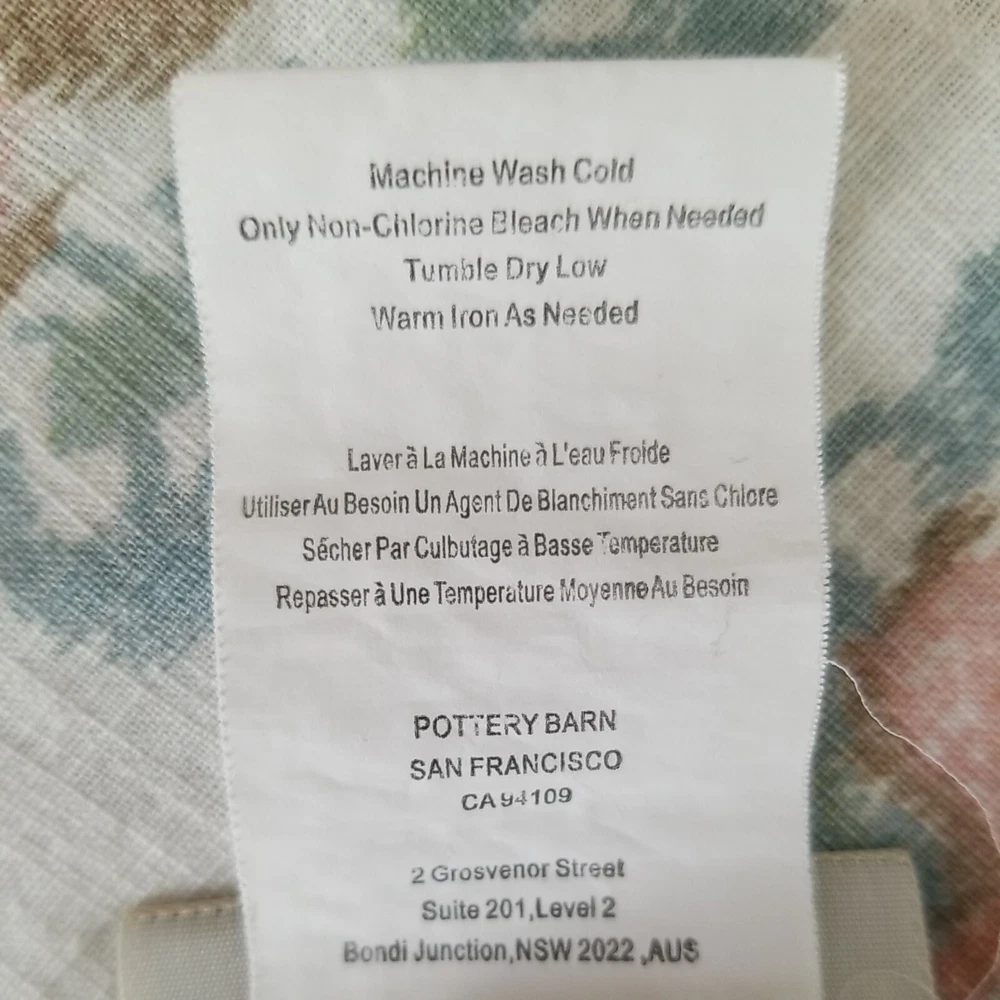 Machine Wash Cold
Only Non-Chlorine Bleach When Needed
Tumble Dry Low
Warm Iron As Needed
Laver à La Machine à L'eau Froide
Utiliser Au Besoin Un Agent De Blanchiment Sans Chlore
Sécher Par Culbutage à Basse Temperature
Repasser à Une Temperature Moyenne Au Besoin
POTTERY BARN
SAN FRANCISCO
CA 94109
2 Grosvenor Street
Suite 201,Level 2
Bondi Junction,NSW 2022 ,AUS